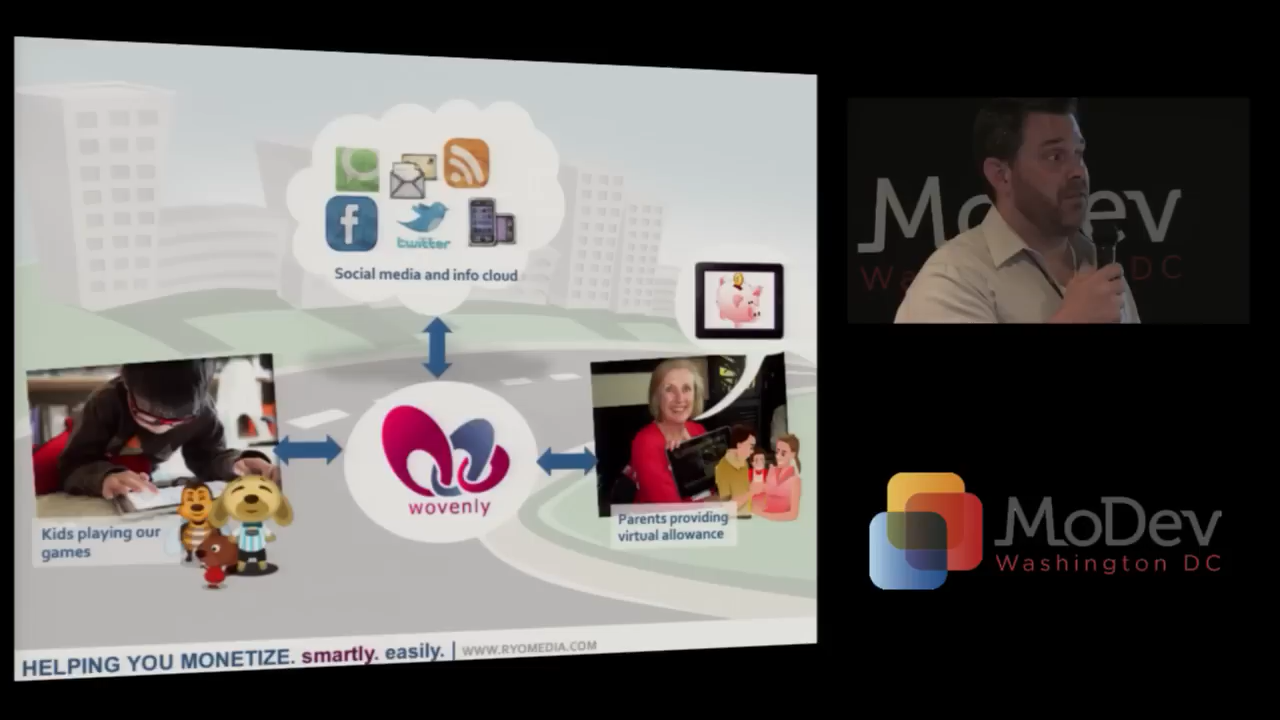 twitter
Social media and info cloud
wovenly
Kids playing our
games
Parents providing
virtual allowance
HELPING YOU MONETIZE. smartly. easily. | WWW.RYOMEDIA.COM
MoDev
Wa DC
MoDev
Washington DC